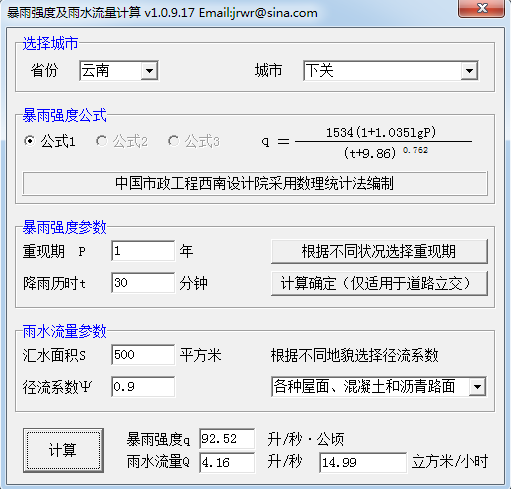 暴雨强度及雨水流量计算 v1.0.9.17 Email:jrwr@sina.com
选择城市
省份 云南 城市 下关
暴雨强度公式
公式1 公式2 公式3 q = 1534(1+1.035lgP)
(t+9.86) 0.762
中国市政工程西南设计院采用数理统计法编制
暴雨强度参数
重现期 P 1 年 根据不同状况选择重现期
降雨历时t 30 分钟 计算确定（仅适用于道路立交）
雨水流量参数
汇水面积S 500 平方米 根据不同地貌选择径流系数
径流系数Ψ 0.9 各种屋面、混凝土和沥青路面
计算
暴雨强度q 92.52 升/秒·公顷
雨水流量Q 4.16 升/秒 14.99 立方米/小时